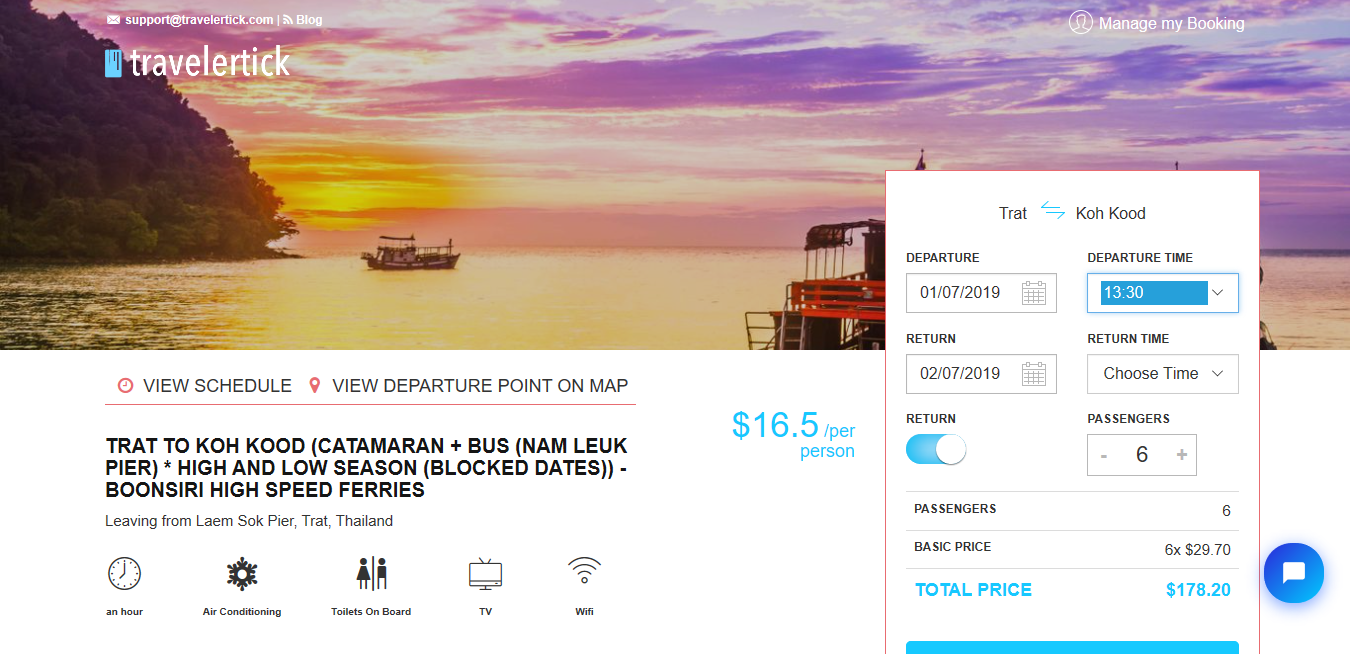 support@travelertick.com | Blog
Manage my Booking
travelertick
Trat Koh Kood
DEPARTURE DEPARTURE TIME
01/07/2019 13:30
RETURN RETURN TIME
02/07/2019 Choose Time
VIEW SCHEDULE VIEW DEPARTURE POINT ON MAP
$16.5 /per
person
RETURN PASSENGERS
- 6 +
TRAT TO KOH KOOD (CATAMARAN + BUS (NAM LEUK
PIER) * HIGH AND LOW SEASON (BLOCKED DATES)) -
BOONSIRI HIGH SPEED FERRIES
Leaving from Laem Sok Pier, Trat, Thailand
an hour Air Conditioning Toilets On Board TV Wifi
PASSENGERS 6
BASIC PRICE 6x $29.70
TOTAL PRICE $178.20